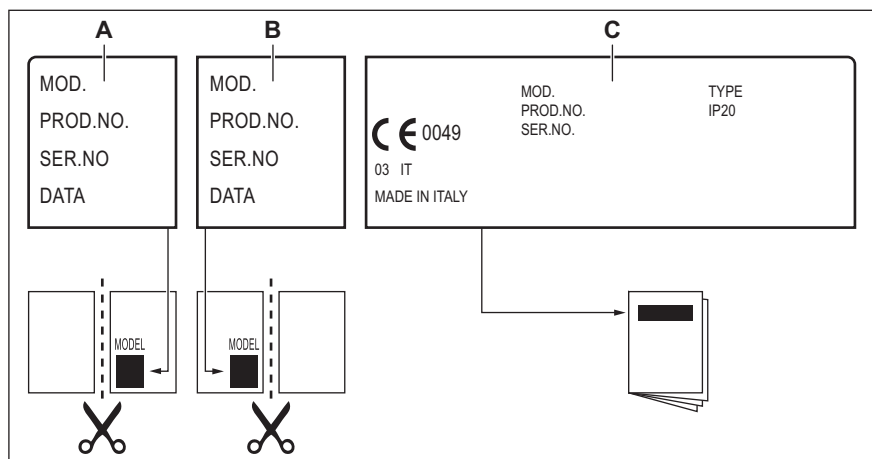 A
B
C
MOD.
PROD.NO.
SER.NO
DATA
MOD.
PROD.NO.
SER.NO
DATA
MOD.
PROD.NO.
SER.NO.
TYPE
IP20
CE 0049
03 IT
MADE IN ITALY
MODEL
MODEL